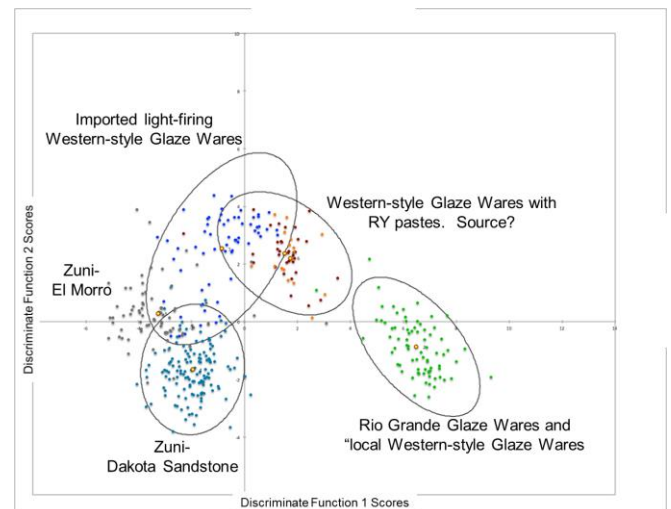 Imported light-firing
Western-style Glaze Wares
Western-style Glaze Wares with
RY pastes.  Source?
Zuni-
El Morro
Zuni-
Dakota Sandstone
Rio Grande Glaze Wares and
“local Western-style Glaze Wares
Discriminate Function 2 Scores
Discriminate Function 1 Scores